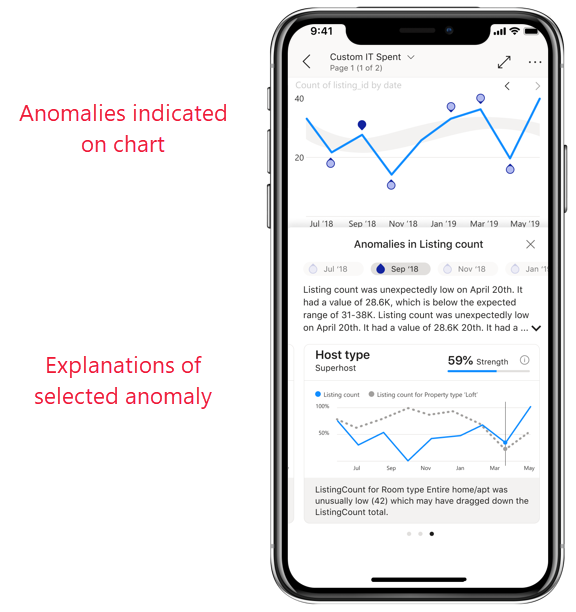 Anomalies indicated
on chart
Explanations of
selected anomaly
9:41
Custom IT Spent
Page 1 (1 of 2)
Count of listing_id by date
40
20
Jul '18 Sep '18 Nov '18 Jan '19 Mar '19 May '19
Anomalies in Listing count
Jul '18 Sep '18 Nov '18 Jan '1
Listing count was unexpectedly low on April 20th. It
had a value of 28.6K, which is below the expected
range of 31-38K. Listing count was unexpectedly low
on April 20th. It had a value of 28.6K 20th. It had a ...
Host type
Superhost
59% Strength
Listing count Listing count for Property type 'Loft'
100%
50%
Jul Sep Nov Jan Mar May
ListingCount for Room type Entire home/apt was
unusually low (42) which may have dragged down the
ListingCount total.